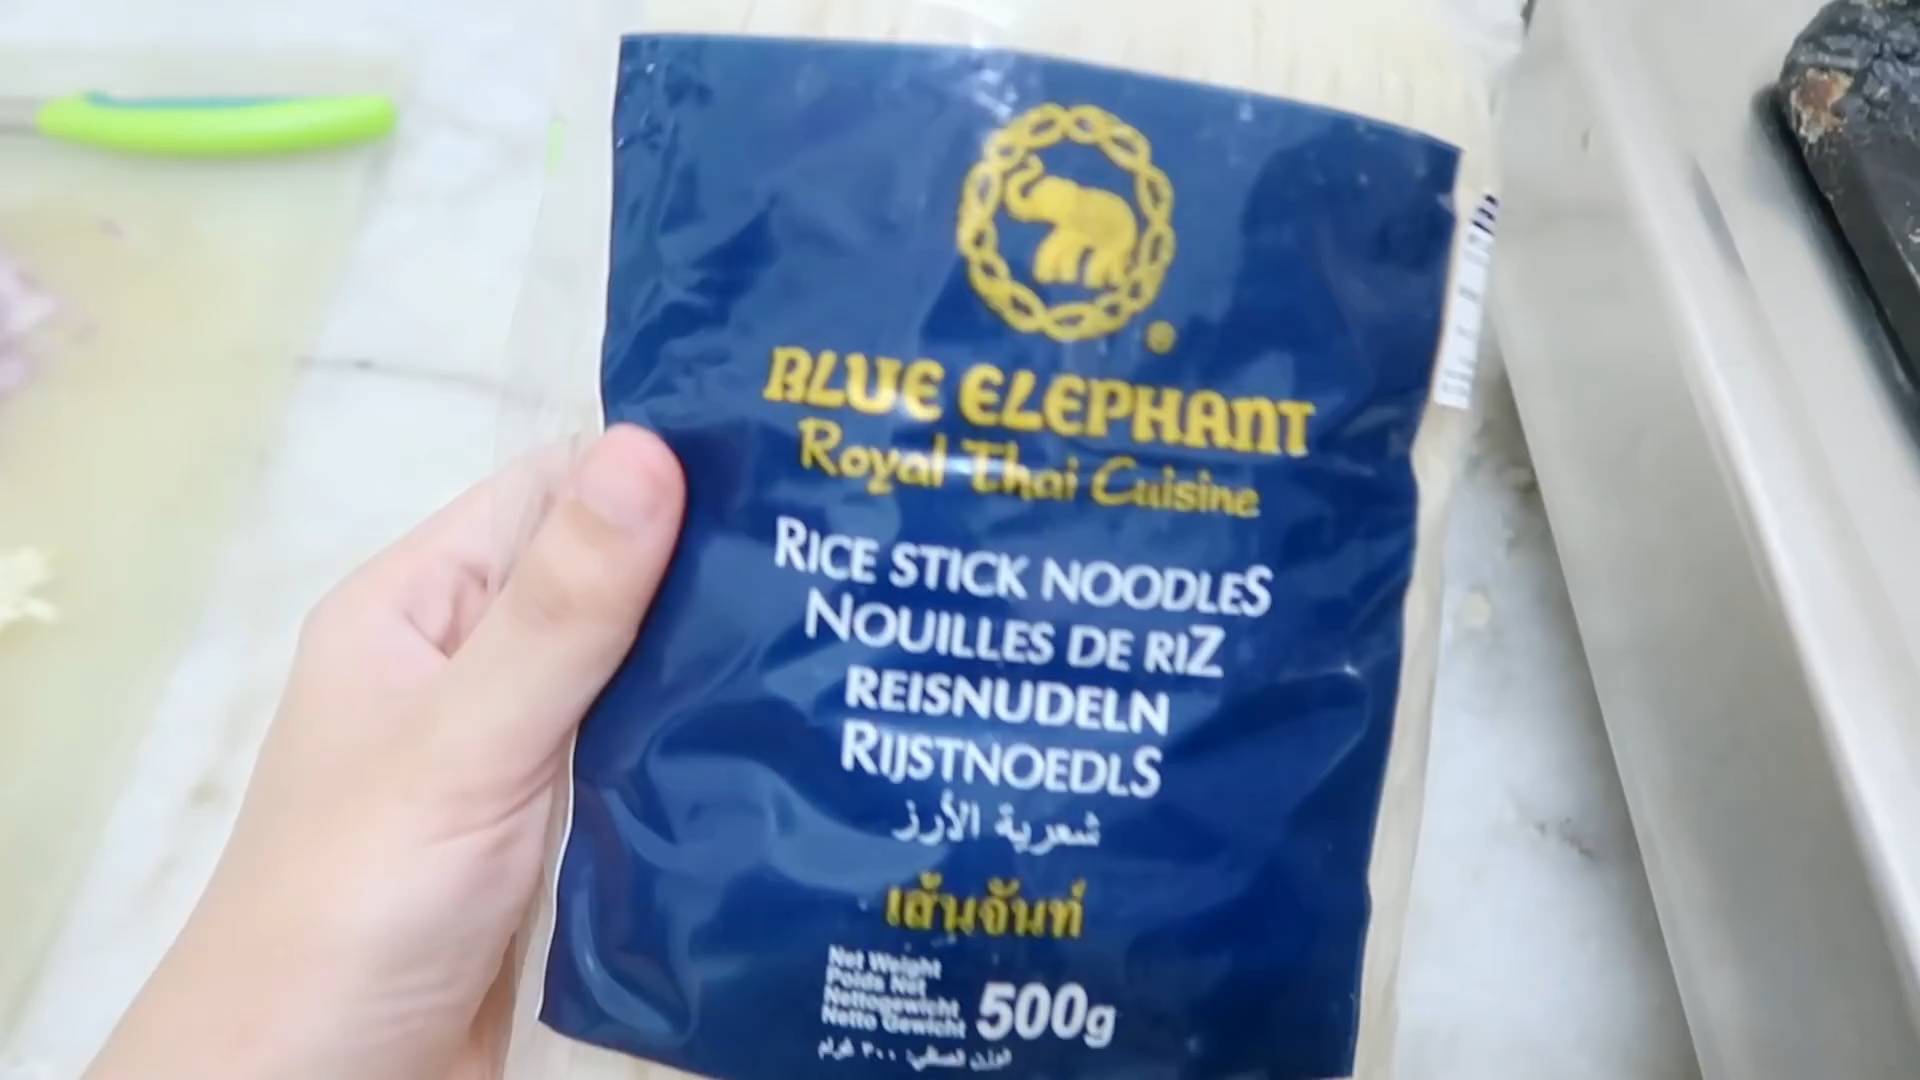 BLUE ELEPHANT
Royal Thai Cuisine
RICE STICK NOODLES
NOUILLES DE RIZ
REISNUDELN
RIJSTNOEDLS
شعرية الأرز
เส้นจันท์
Net Weight
Poids Net
Nettogewicht
Netto Gewicht
500g